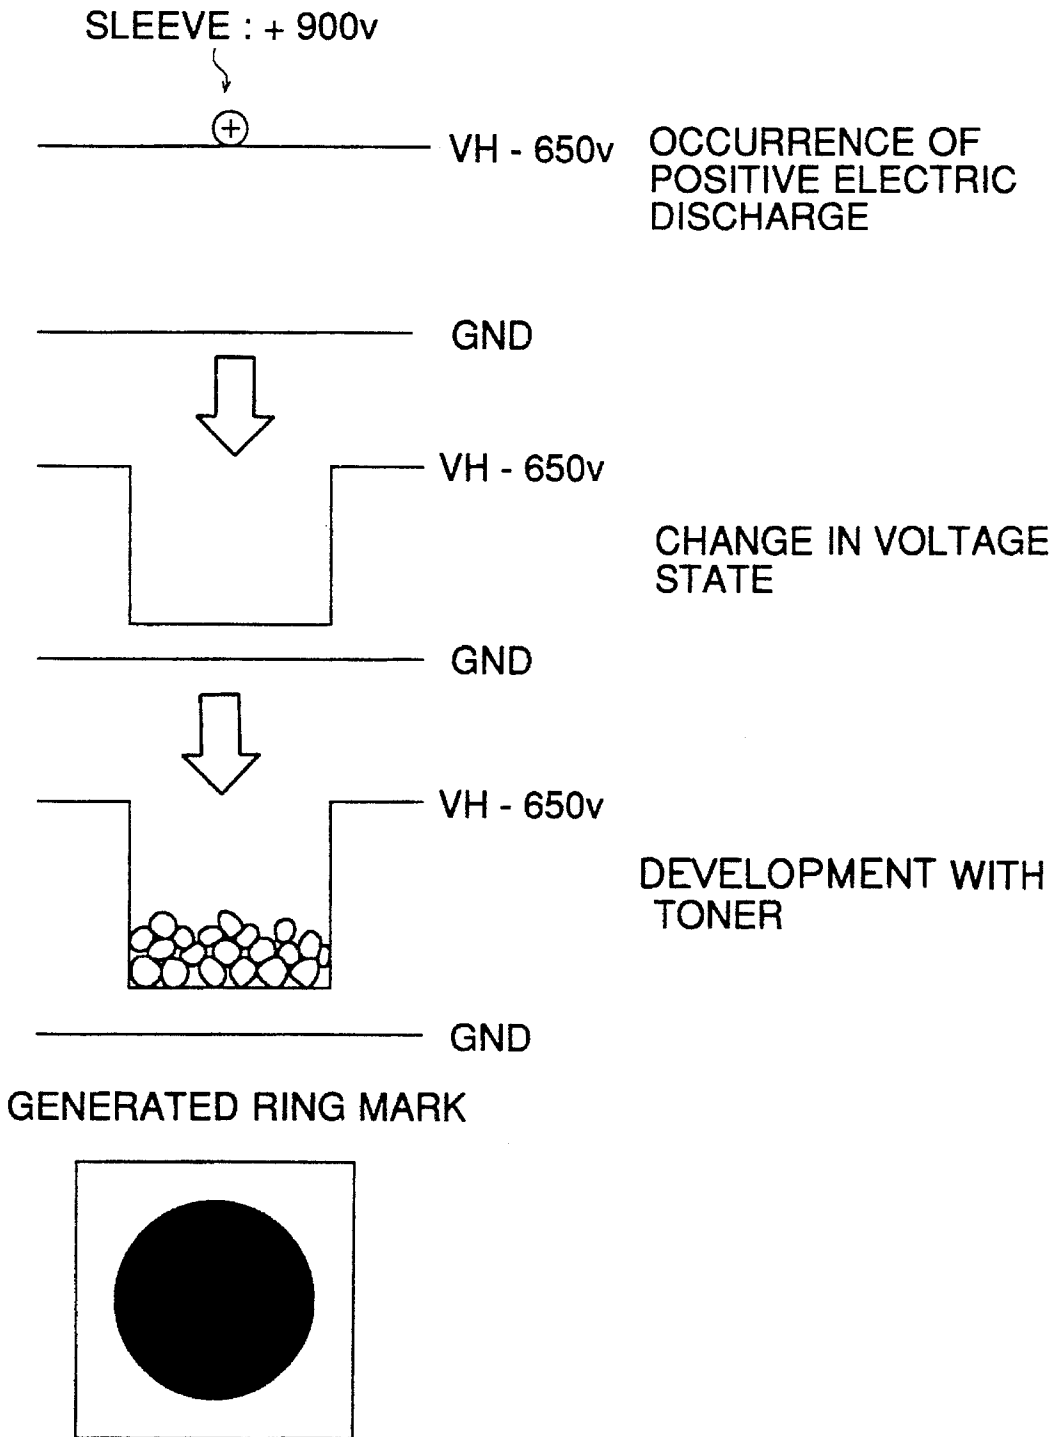 SLEEVE : + 900v
+
VH - 650v
OCCURRENCE OF
POSITIVE ELECTRIC
DISCHARGE
GND
VH - 650v
CHANGE IN VOLTAGE
STATE
GND
VH - 650v
DEVELOPMENT WITH
TONER
GND
GENERATED RING MARK